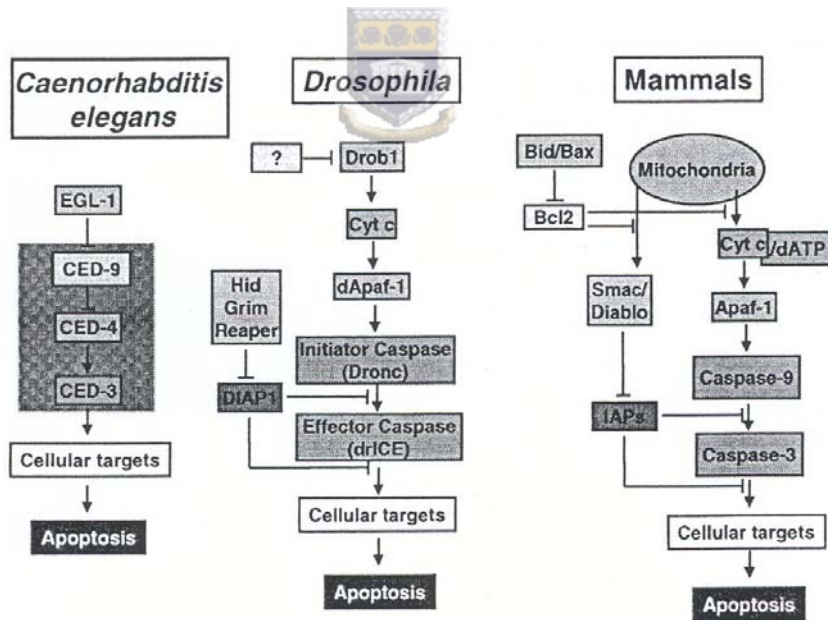 Caenorhabditis
elegans
EGL-1
CED-9
CED-4
CED-3
Cellular targets
Apoptosis
Drosophila
?
Drob1
Cyt c
dApaf-1
Hid
Grim
Reaper
Initiator Caspase
(Dronc)
DIAP1
Effector Caspase
(drICE)
Cellular targets
Apoptosis
Mammals
Bid/Bax
Mitochondria
Bcl2
Cyt c
/dATP
Smac/
Diablo
Apaf-1
Caspase-9
IAPs
Caspase-3
Cellular targets
Apoptosis